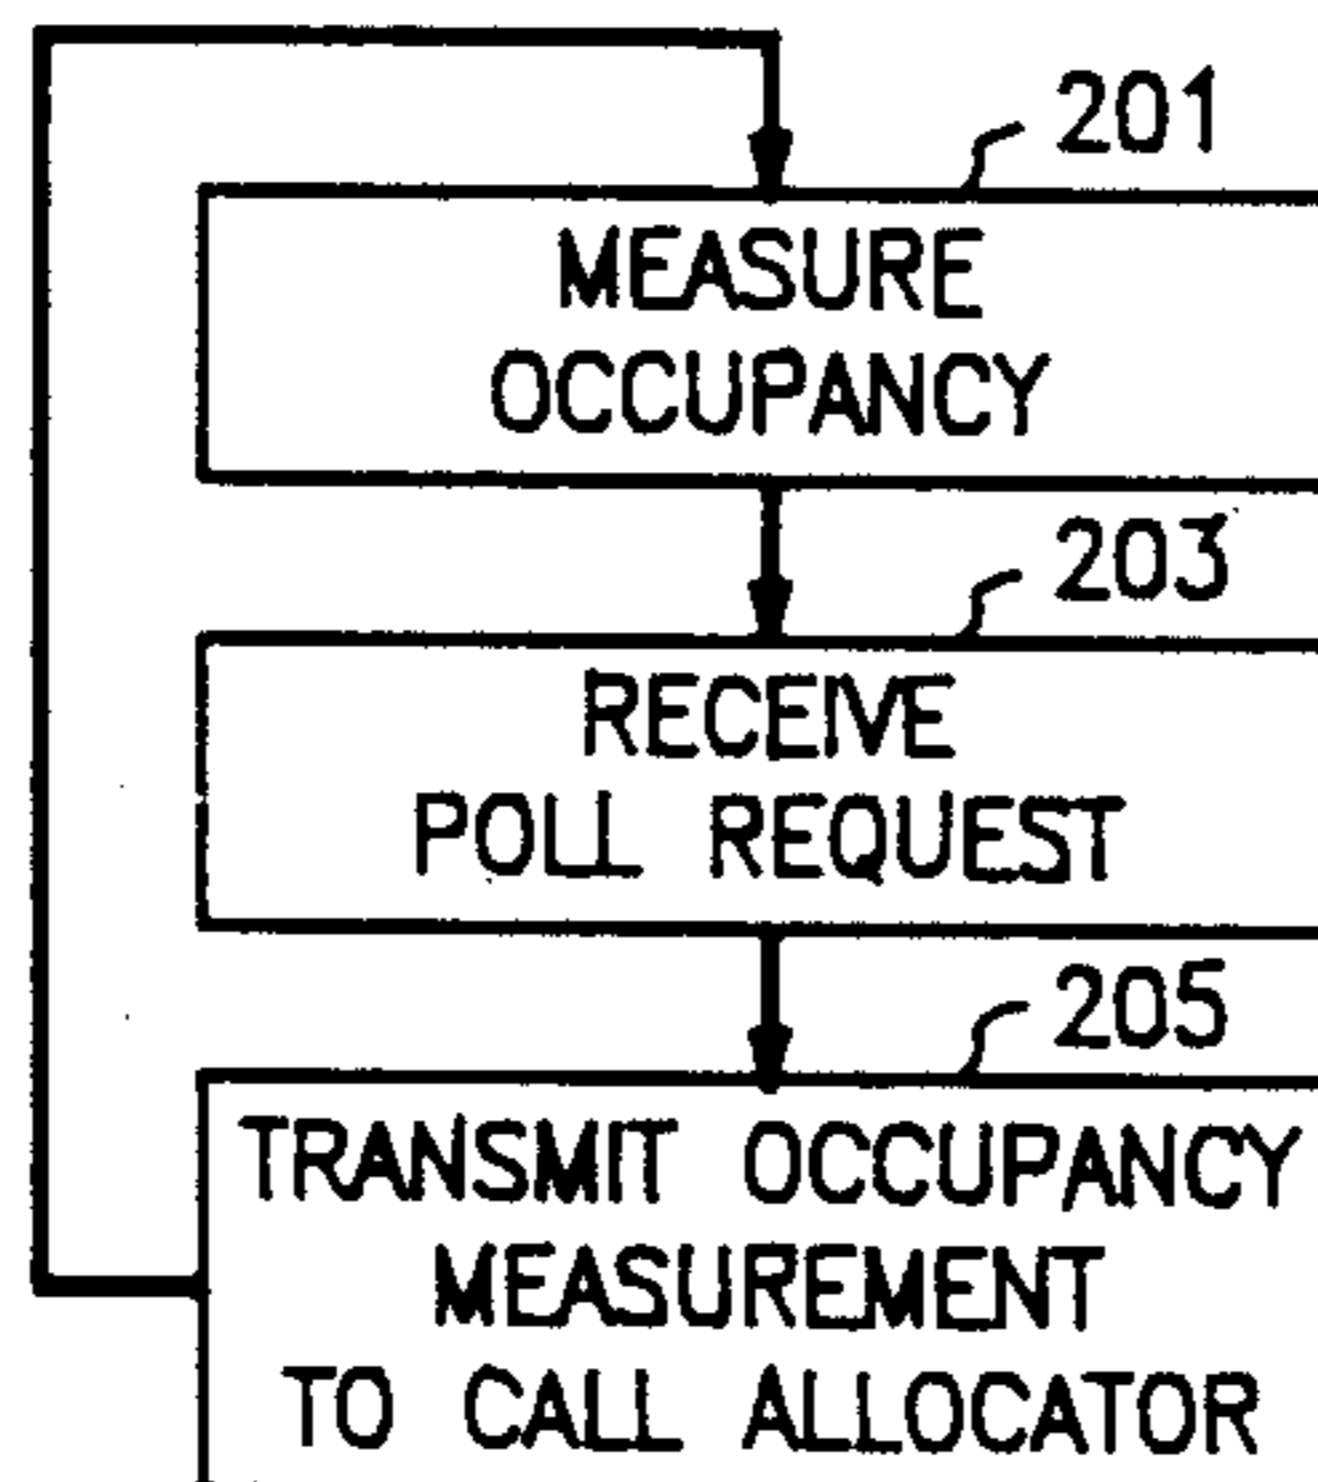 201
MEASURE
OCCUPANCY
203
RECEIVE
POLL REQUEST
205
TRANSMIT OCCUPANCY
MEASUREMENT
TO CALL ALLOCATOR